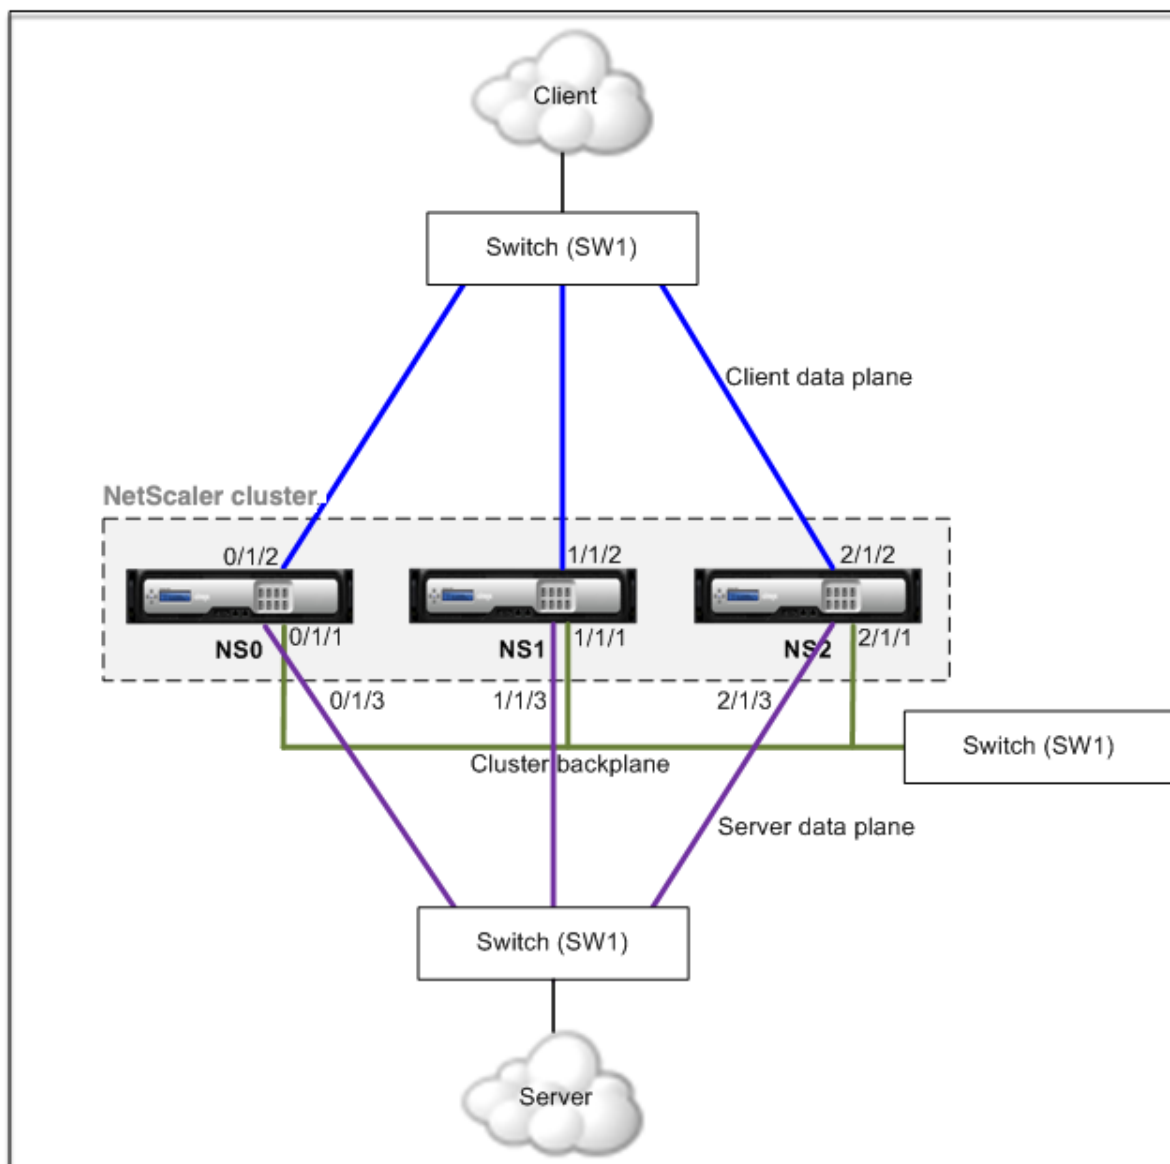 Client
Switch (SW1)
Client data plane
NetScaler cluster
0/1/2
1/1/2
2/1/2
0/1/1
1/1/1
2/1/1
NS0
NS1
NS2
0/1/3
1/1/3
2/1/3
Switch (SW1)
Cluster backplane
Server data plane
Switch (SW1)
Server